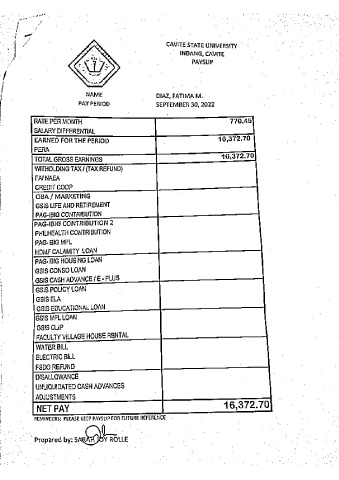 CAVITE STATE UNIVERSITY
INDANG, CAVITE
PAYSLIP
NAME DIAZ, FATIMA M.
PAY PERIOD SEPTEMBER 30, 2022
RATE PER MONTH 770.45
SALARY DIFFERENTIAL
EARNED FOR THE PERIOD 16,372.70
PERA
TOTAL GROSS EARNINGS 16,372.70
WITHOLDING TAX / (TAX REFUND)
FAFNAEA
CREDIT COOP
OBA / MARKETING
GSIS LIFE AND RETIREMENT
PAG-IBIG CONTRIBUTION
PAG-IBIG CONTRIBUTION 2
PHILHEALTH CONTRIBUTION
PAG-IBIG MPL
HDMF CALAMITY LOAN
PAG-IBIG HOUSING LOAN
GSIS CONSO LOAN
GSIS CASH ADVANCE / E-PLUS
GSIS POLICY LOAN
GSIS ELA
GSIS EDUCATIONAL LOAN
GSIS MPL LOAN
GSIS CLIP
FACULTY VILLAGE HOUSE RENTAL
WATER BILL
ELECTRIC BILL
FSDO REFUND
DISALLOWANCE
UNLIQUIDATED CASH ADVANCES
ADJUSTMENTS
NET PAY 16,372.70
REMINDERS: PLEASE KEEP PAYSLIP FOR FUTURE REFERENCE
Prepared by: SARAH JOY ROLLE